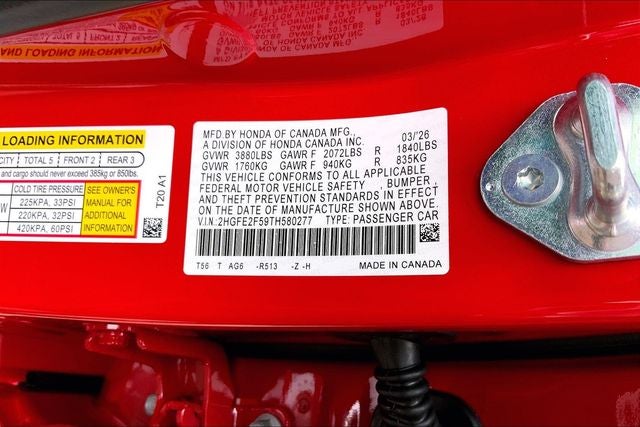 LOADING INFORMATION
CITY | TOTAL 5 | FRONT 2 | REAR 3
and cargo should never exceed 385kg or 850lbs.
COLD TIRE PRESSURE
225KPA, 33PSI
220KPA, 32PSI
420KPA, 60PSI
SEE OWNER'S
MANUAL FOR
ADDITIONAL
INFORMATION
T20 A1
MFD.BY HONDA OF CANADA MFG., 03/'26
A DIVISION OF HONDA CANADA INC.
GVWR 3880LBS GAWR F 2072LBS R 1840LBS
GVWR 1760KG GAWR F 940KG R 835KG
THIS VEHICLE CONFORMS TO ALL APPLICABLE
FEDERAL MOTOR VEHICLE SAFETY , BUMPER ,
AND THEFT PREVENTION STANDARDS IN EFFECT
ON THE DATE OF MANUFACTURE SHOWN ABOVE.
V.I.N.:2HGFE2F59TH580277 TYPE:PASSENGER CAR
T56 T AG6 -R513 -Z -H MADE IN CANADA